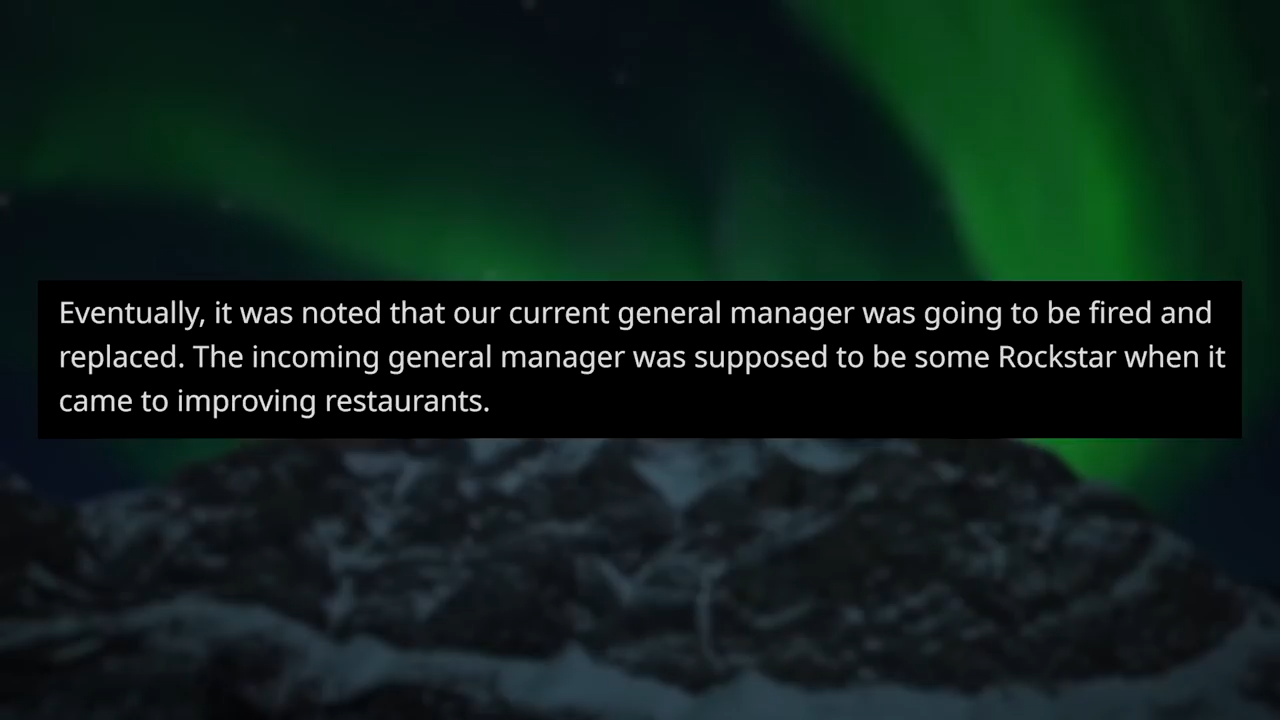 Eventually, it was noted that our current general manager was going to be fired and
replaced. The incoming general manager was supposed to be some Rockstar when it
came to improving restaurants.